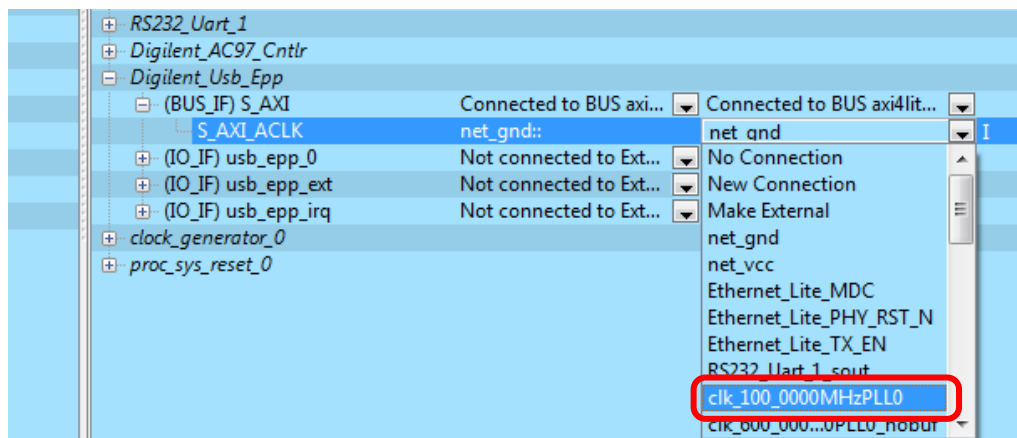 RS232_Uart_1
Digilent_AC97_Cntlr
Digilent_Usb_Epp
(BUS_IF) S_AXI Connected to BUS axi... Connected to BUS axi4lit...
S_AXI_ACLK net_gnd:: net_gnd I
(IO_IF) usb_epp_0 Not connected to Ext... No Connection
(IO_IF) usb_epp_ext Not connected to Ext... New Connection
(IO_IF) usb_epp_irq Not connected to Ext... Make External
clock_generator_0 net_gnd
proc_sys_reset_0 net_vcc
Ethernet_Lite_MDC
Ethernet_Lite_PHY_RST_N
Ethernet_Lite_TX_EN
RS232_Uart_1_sout
clk_100_0000MHzPLL0
clk_600_000...0PLL0_nobuf